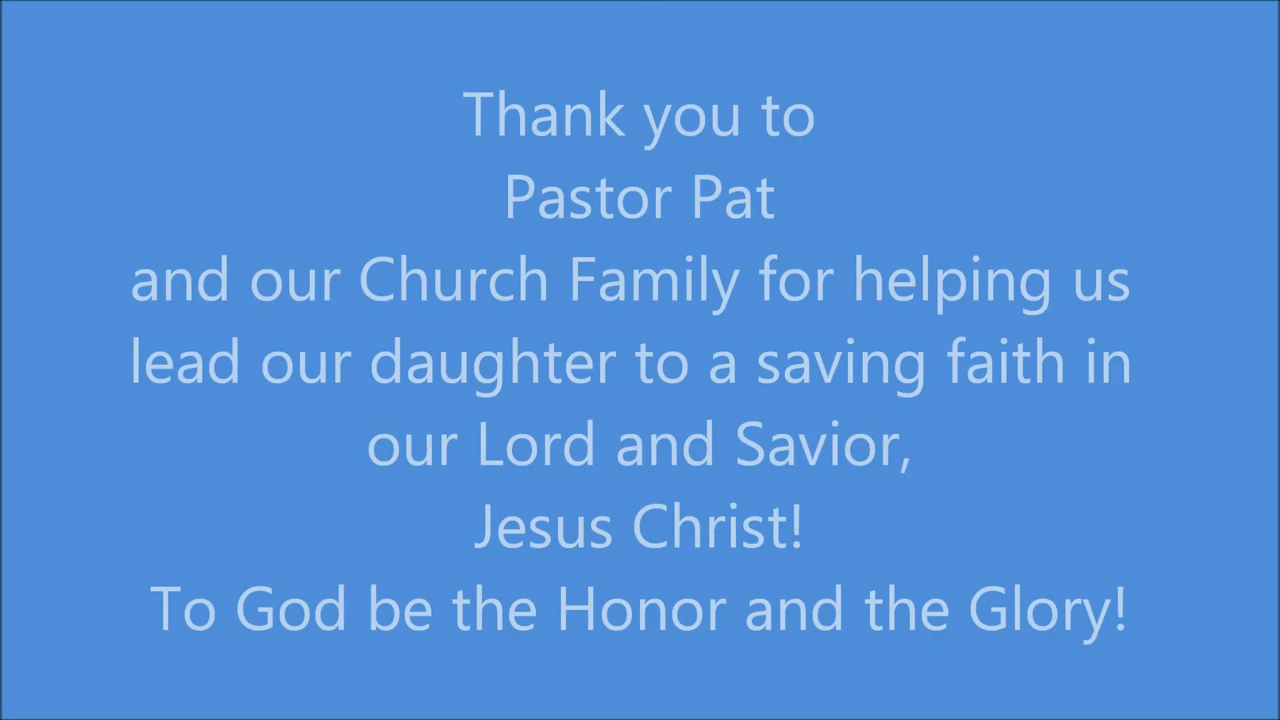 Thank you to
Pastor Pat
and our Church Family for helping us
lead our daughter to a saving faith in
our Lord and Savior,
Jesus Christ!
To God be the Honor and the Glory!